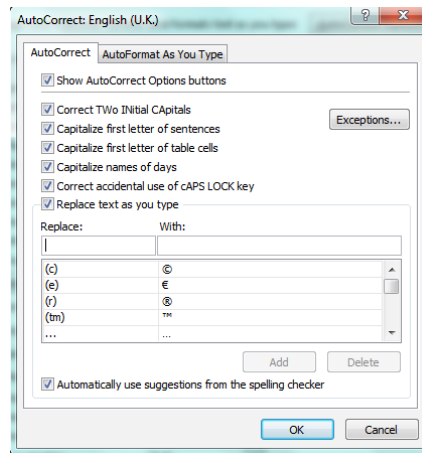 AutoCorrect: English (U.K.)
AutoCorrect AutoFormat As You Type
Show AutoCorrect Options buttons
Correct TWo INitial CApitals
Exceptions...
Capitalize first letter of sentences
Capitalize first letter of table cells
Capitalize names of days
Correct accidental use of cAPS LOCK key
Replace text as you type
Replace: With:
(c) ©
(e) €
(r) ®
(tm) ™
... ...
Add Delete
Automatically use suggestions from the spelling checker
OK Cancel